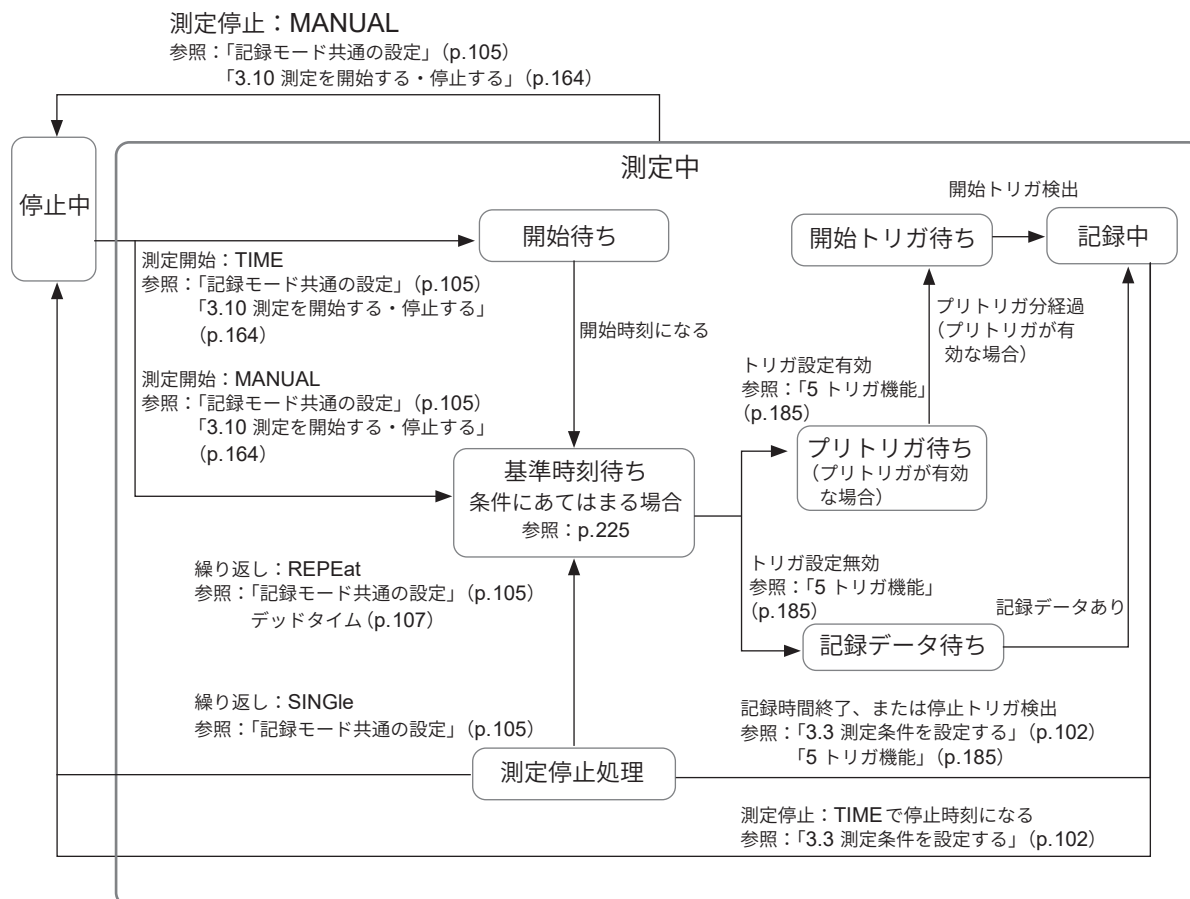 測定停止：MANUAL
参照：「記録モード共通の設定」（p.105）
「3.10 測定を開始する・停止する」（p.164）
測定中
停止中
開始待ち
測定開始：TIME
参照：「記録モード共通の設定」（p.105）
「3.10 測定を開始する・停止する」
（p.164）
測定開始：MANUAL
参照：「記録モード共通の設定」（p.105）
「3.10 測定を開始する・停止する」
（p.164）
開始時刻になる
基準時刻待ち
条件にあてはまる場合
参照：p.225
開始トリガ検出
開始トリガ待ち
記録中
プリトリガ分経過
（プリトリガが有
効な場合）
トリガ設定有効
参照：「5 トリガ機能」
（p.185）
プリトリガ待ち
（プリトリガが有効
な場合）
トリガ設定無効
参照：「5 トリガ機能」
（p.185）
記録データあり
記録データ待ち
繰り返し：REPEat
参照：「記録モード共通の設定」（p.105）
デッドタイム（p.107）
繰り返し：SINGle
参照：「記録モード共通の設定」（p.105）
測定停止処理
記録時間終了、または停止トリガ検出
参照：「3.3 測定条件を設定する」（p.102）
「5 トリガ機能」（p.185）
測定停止：TIMEで停止時刻になる
参照：「3.3 測定条件を設定する」（p.102）